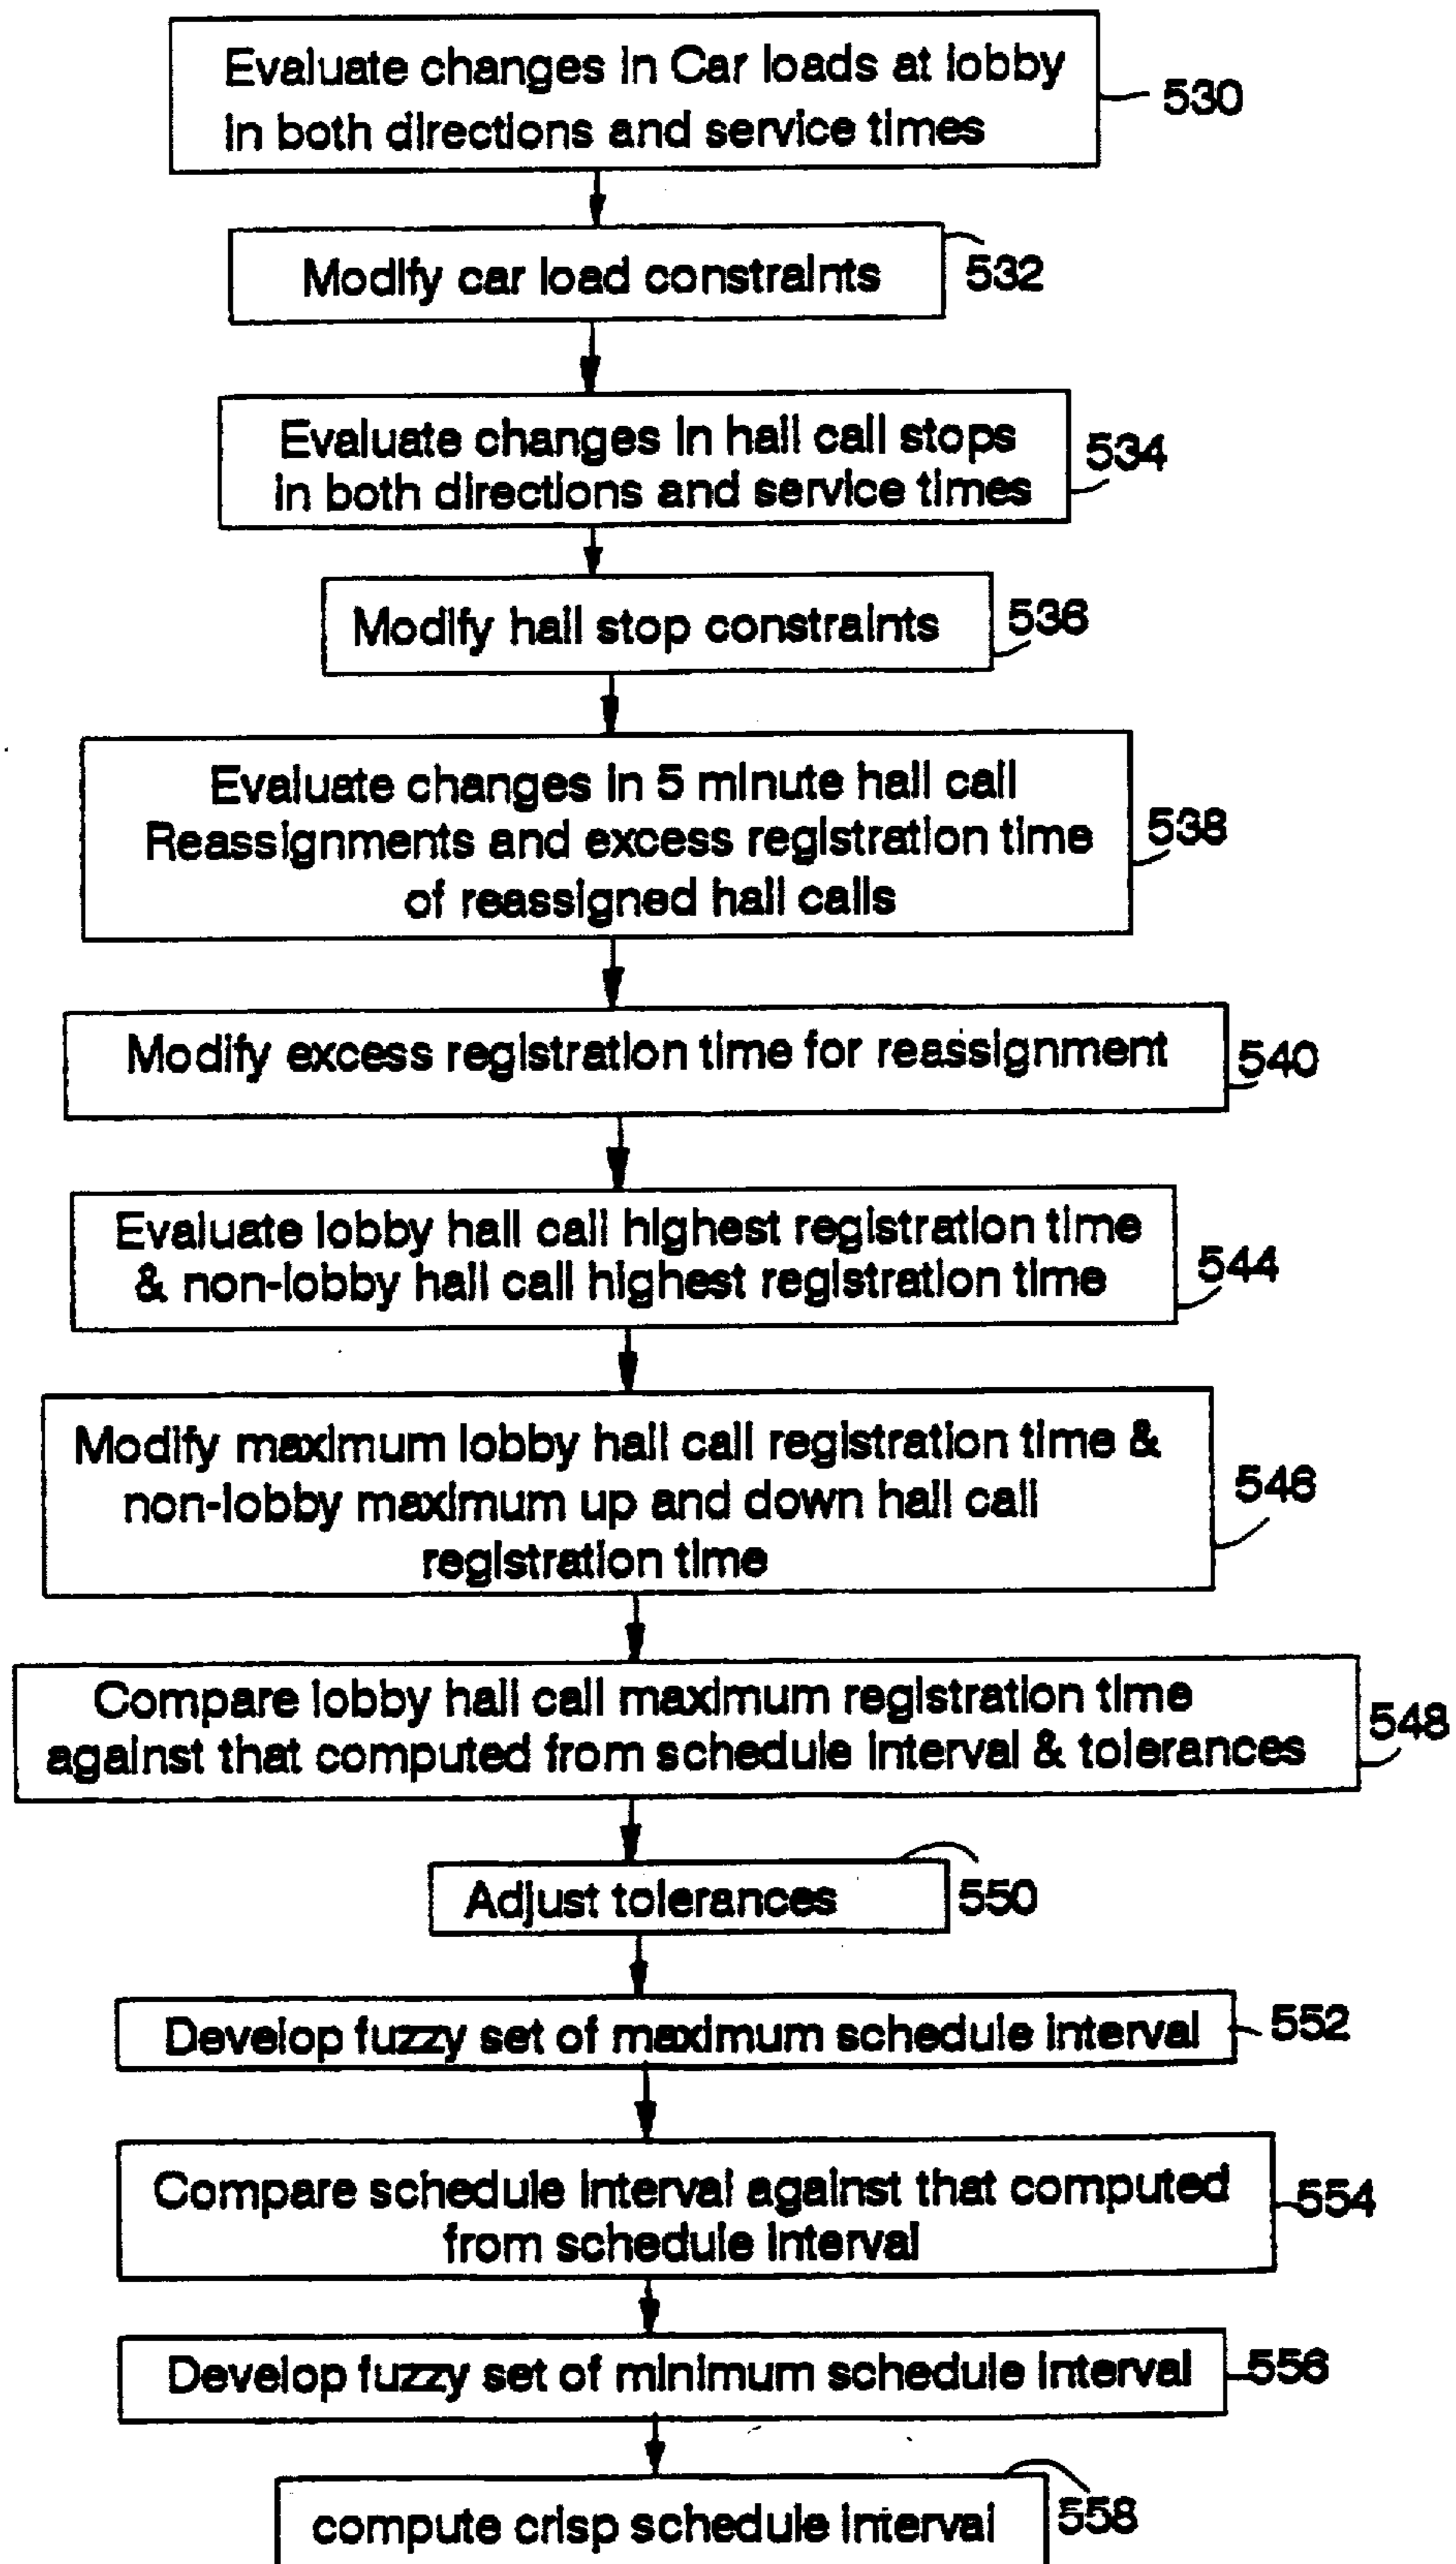 Evaluate changes in Car loads at lobby
in both directions and service times
530
Modify car load constraints
532
Evaluate changes in hall call stops
in both directions and service times
534
Modify hall stop constraints
536
Evaluate changes in 5 minute hall call
Reassignments and excess registration time
of reassigned hall calls
538
Modify excess registration time for reassignment
540
Evaluate lobby hall call highest registration time
& non-lobby hall call highest registration time
544
Modify maximum lobby hall call registration time &
non-lobby maximum up and down hall call
registration time
546
Compare lobby hall call maximum registration time
against that computed from schedule interval & tolerances
548
Adjust tolerances
550
Develop fuzzy set of maximum schedule interval
552
Compare schedule interval against that computed
from schedule interval
554
Develop fuzzy set of minimum schedule interval
556
compute crisp schedule interval
558